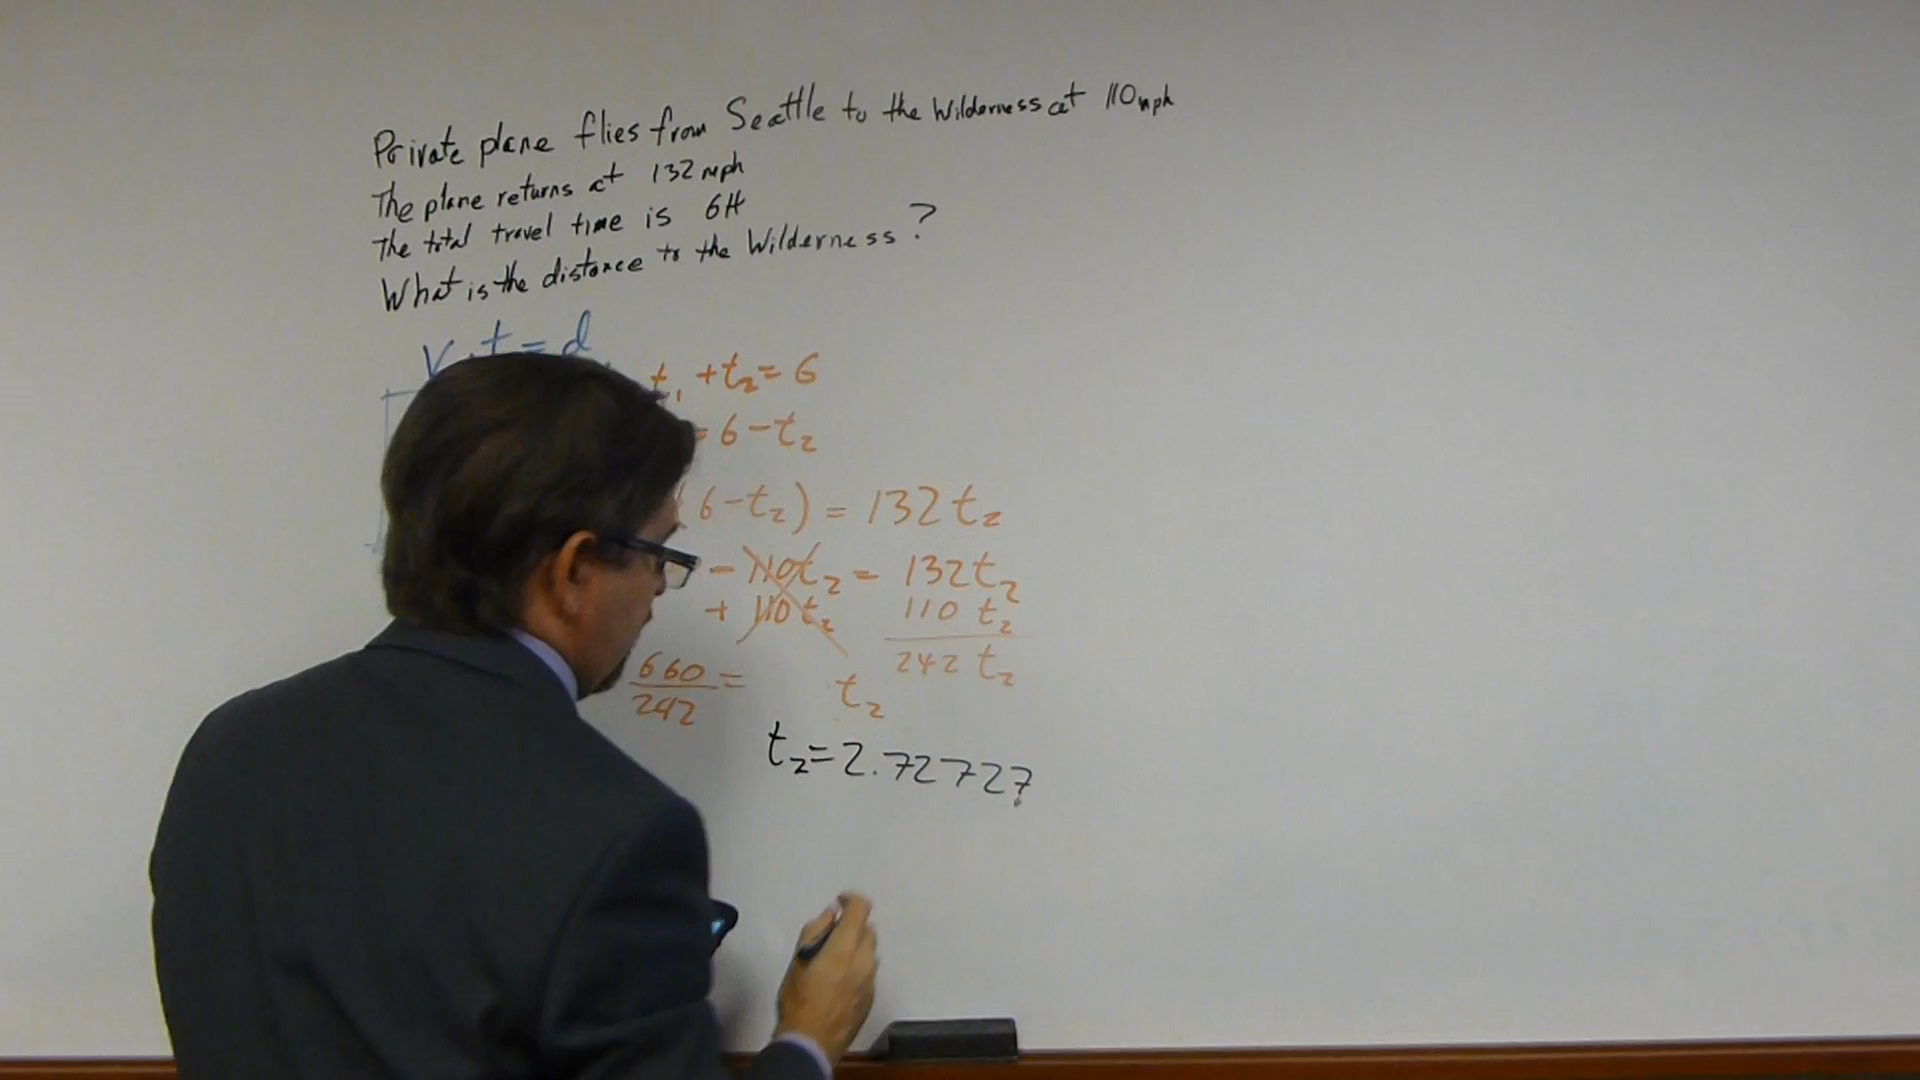 Private plane flies from Seattle to the Wilderness at 110mph
The plane returns at 132 mph
The total travel time is 6H
What is the distance to the Wilderness?
V · t = d
t₁ + t₂ = 6
= 6 - t₂
(6 - t₂) = 132 t₂
- 110t₂ = 132t₂
+ 110 t₂ 110 t₂
242 t₂
660/242 = t₂
t₂ = 2.72727